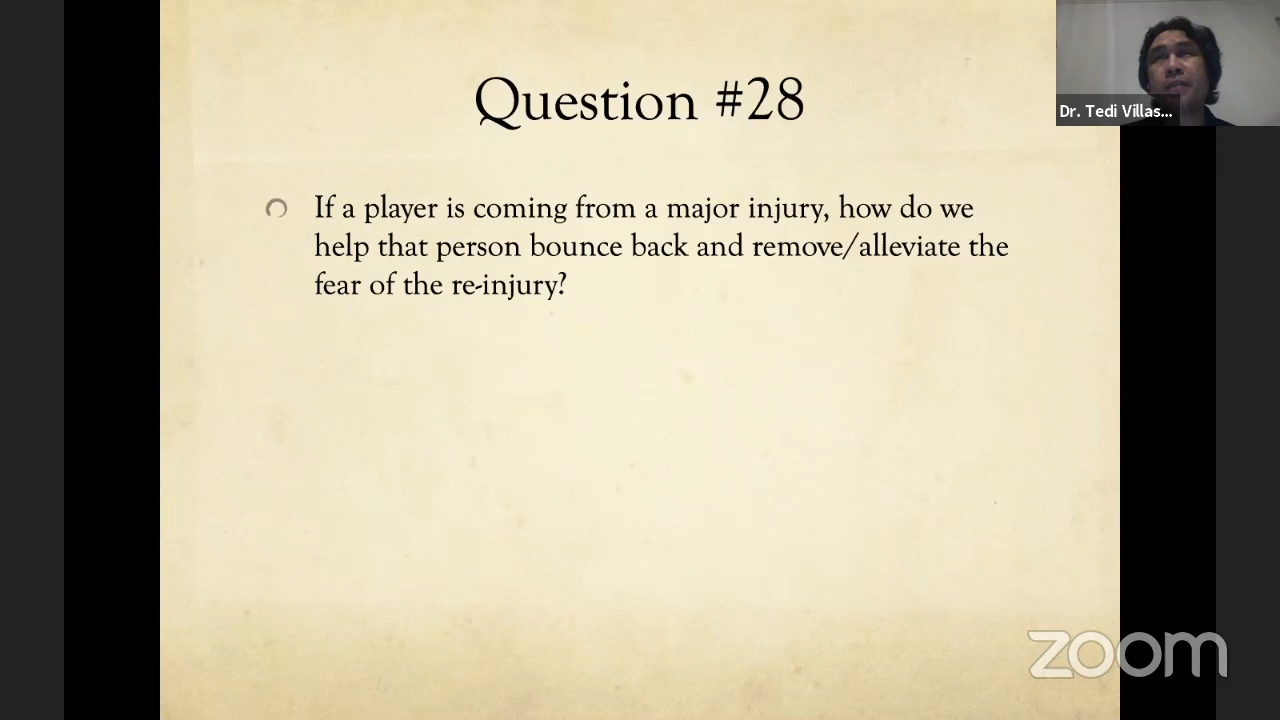 Question #28
If a player is coming from a major injury, how do we
help that person bounce back and remove/alleviate the
fear of the re-injury?
Dr. Tedi Villas...
zoom